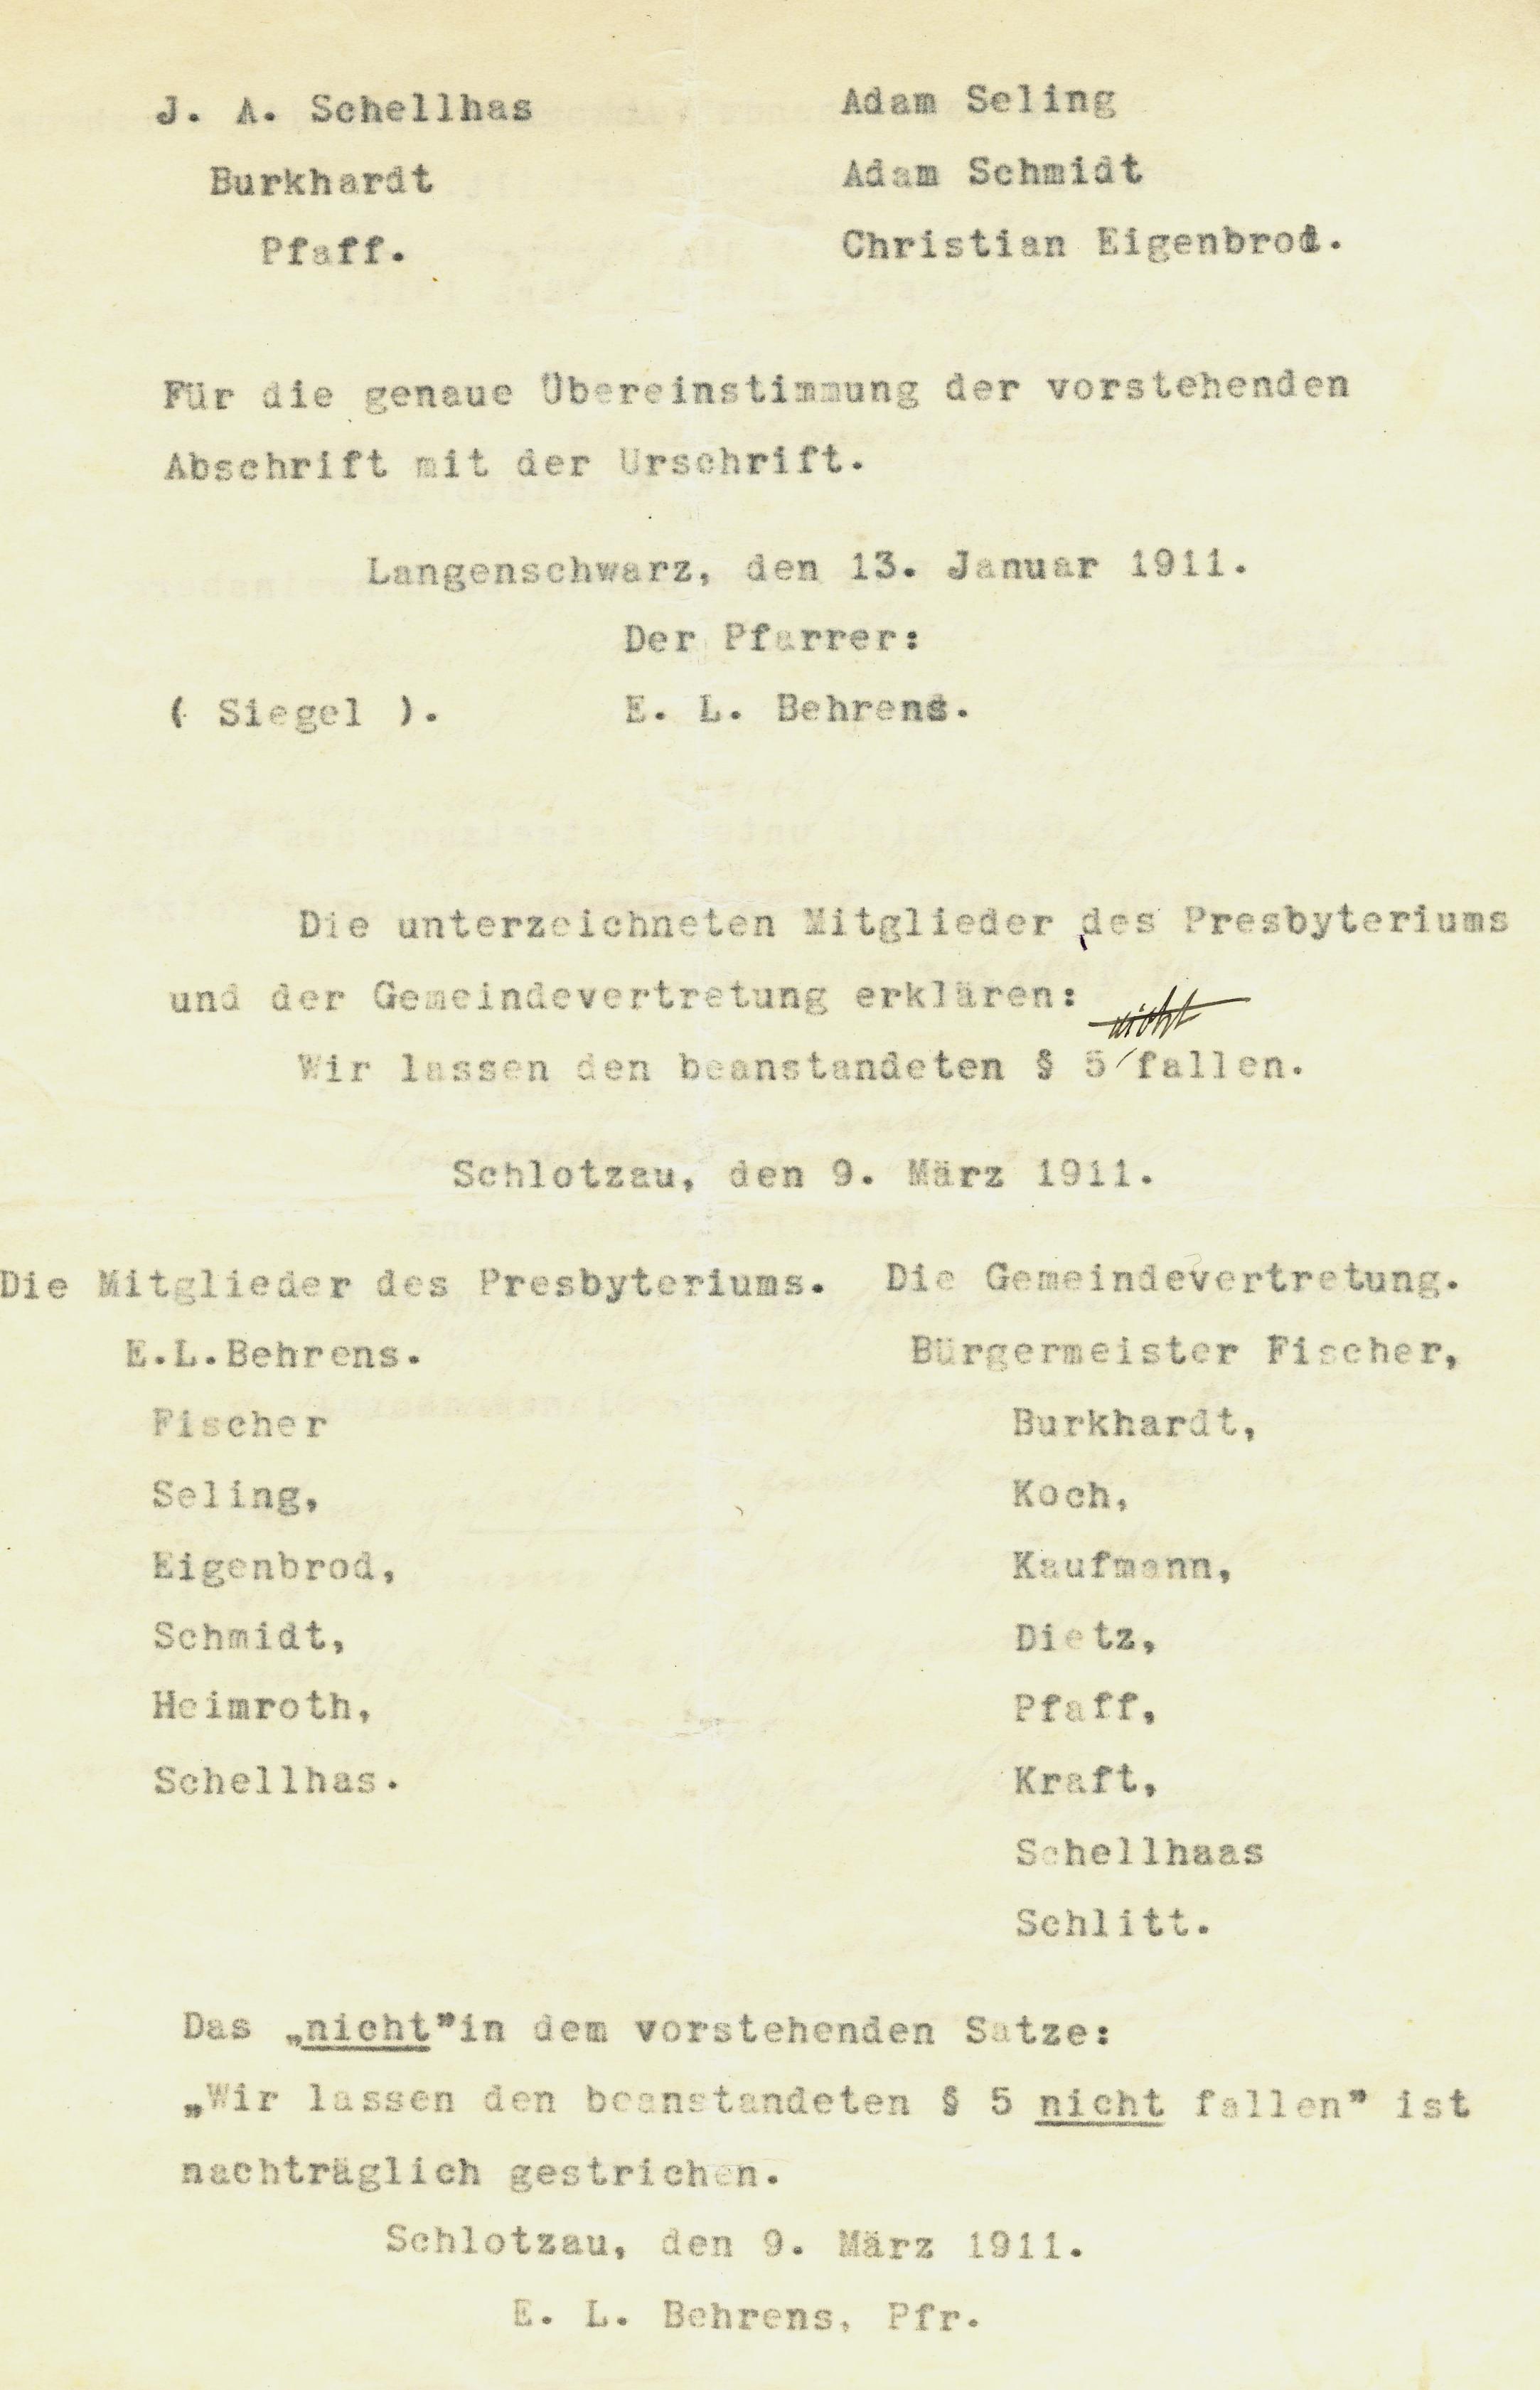 J. A. Schellhas Adam Seling
Burkhardt Adam Schmidt
Pfaff. Christian Eigenbrod.
Für die genaue Übereinstimmung der vorstehenden
Abschrift mit der Urschrift.
Langenschwarz, den 13. Januar 1911.
Der Pfarrer:
( Siegel ). E. L. Behrens.
Die unterzeichneten Mitglieder des Presbyteriums
und der Gemeindevertretung erklären:
nicht
Wir lassen den beanstandeten § 5 fallen.
Schlotzau, den 9. März 1911.
Die Mitglieder des Presbyteriums. Die Gemeindevertretung.
E.L.Behrens. Bürgermeister Fischer,
Fischer Burkhardt,
Seling, Koch,
Eigenbrod, Kaufmann,
Schmidt, Dietz,
Heimroth, Pfaff,
Schellhas. Kraft,
Schellhaas
Schlitt.
Das „nicht”in dem vorstehenden Satze:
„Wir lassen den beanstandeten § 5 nicht fallen” ist
nachträglich gestrichen.
Schlotzau, den 9. März 1911.
E. L. Behrens, Pfr.